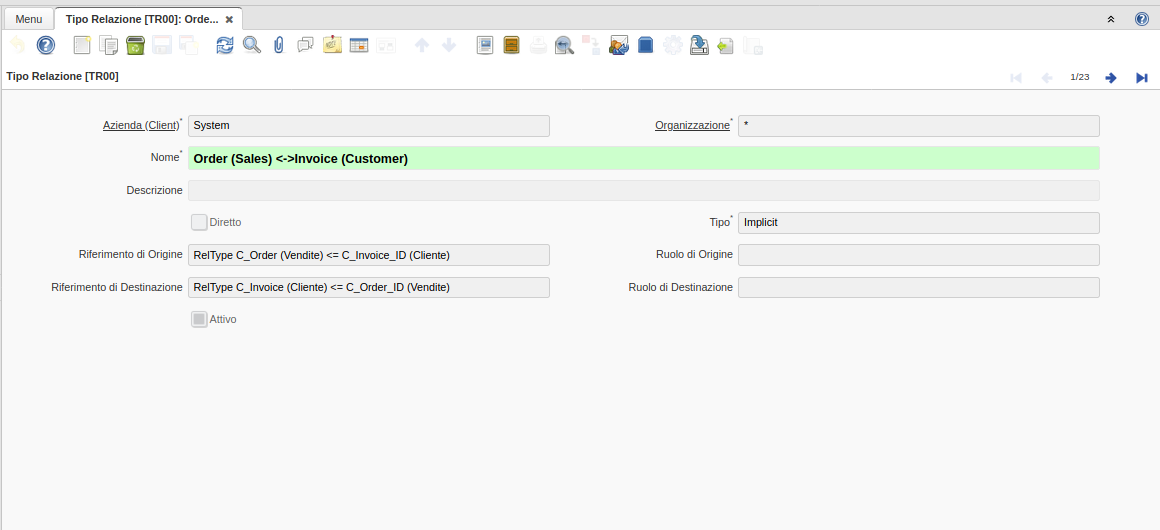 Menu
Tipo Relazione [TR00]: Orde...
Tipo Relazione [TR00]
1/23
Azienda (Client)* System
Organizzazione* *
Nome* Order (Sales) <->Invoice (Customer)
Descrizione
Diretto
Tipo* Implicit
Riferimento di Origine RelType C_Order (Vendite) <= C_Invoice_ID (Cliente)
Ruolo di Origine
Riferimento di Destinazione RelType C_Invoice (Cliente) <= C_Order_ID (Vendite)
Ruolo di Destinazione
Attivo